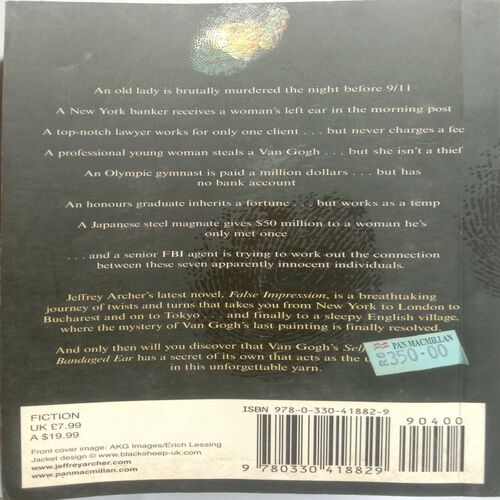 An old lady is brutally murdered the night before 9/11
A New York banker receives a woman's left ear in the morning post
A top-notch lawyer works for only one client . . . but never charges a fee
A professional young woman steals a Van Gogh . . . but she isn't a thief
An Olympic gymnast is paid a million dollars . . . but has
no bank account
An honours graduate inherits a fortune . . . but works as a temp
A Japanese steel magnate gives $50 million to a woman he's
only met once
. . . and a senior FBI agent is trying to work out the connection
between these seven apparently innocent individuals.
Jeffrey Archer's latest novel, False Impression, is a breathtaking
journey of twists and turns that takes you from New York to London to
Bucharest and on to Tokyo . . . and finally to a sleepy English village,
where the mystery of Van Gogh's last painting is finally resolved.
And only then will you discover that Van Gogh's
Bandaged Ear has a secret of its own that acts as the
in this unforgettable yarn.
PAN MACMILLAN
RS 350-00
FICTION
UK £7.99
A $19.99
ISBN 978-0-330-41882-9
90400
9 780330 418829
Front cover image: AKG Images/Erich Lessing
Jacket design © www.blacksheep-uk.com
www.jeffreyarcher.com
www.panmacmillan.com